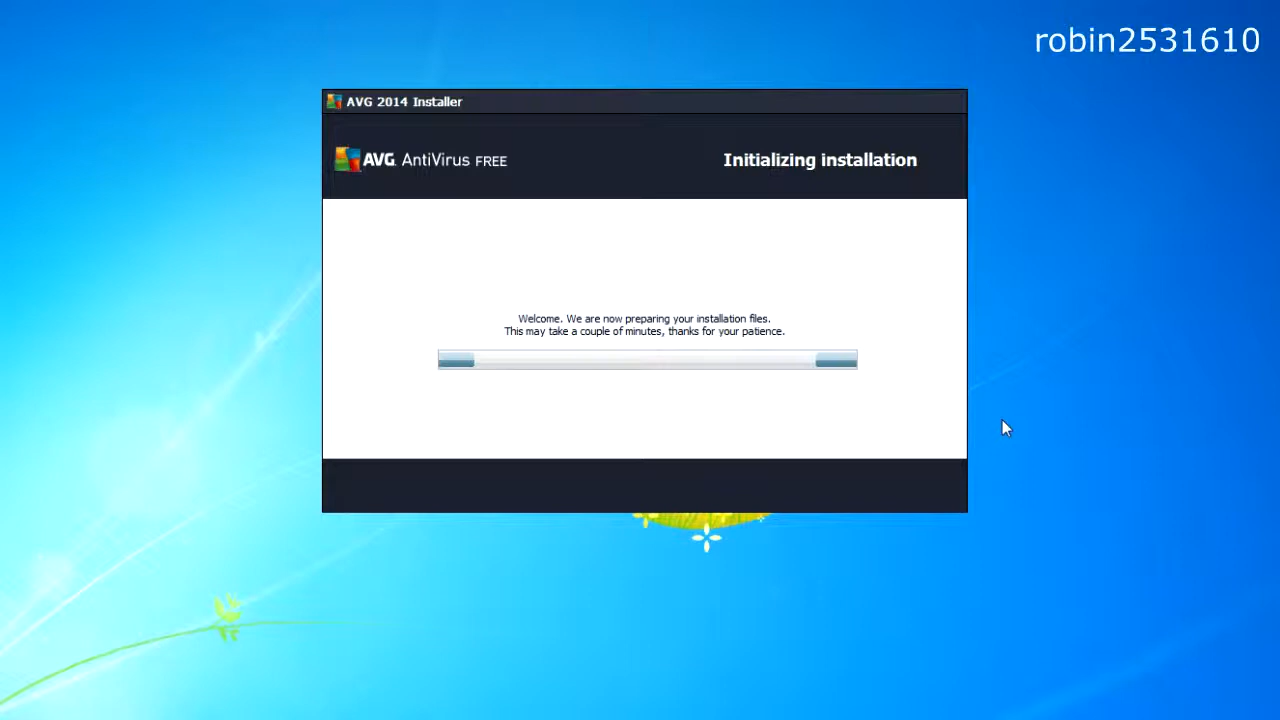 robin2531610
AVG 2014 Installer
AVG. AntiVirus FREE
Initializing installation
Welcome. We are now preparing your installation files.
This may take a couple of minutes, thanks for your patience.